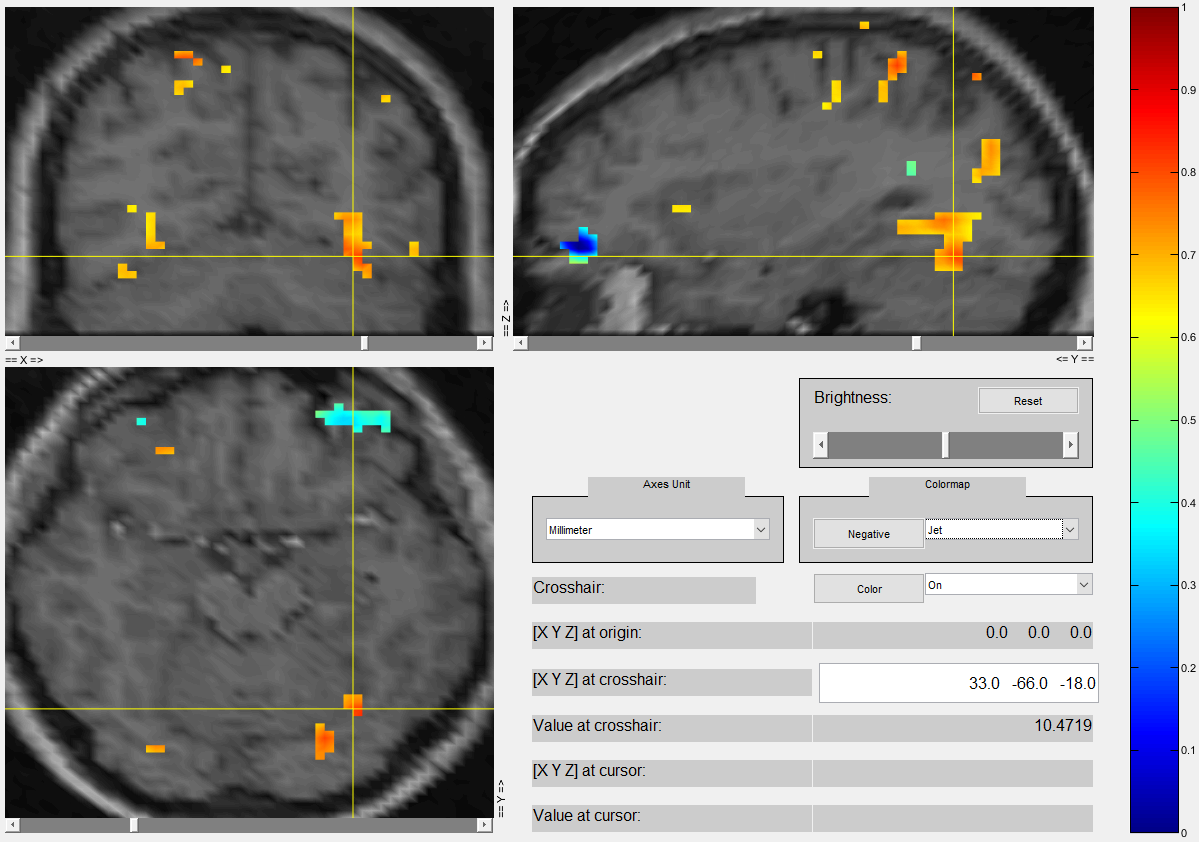 == X =>
== Z =>
<= Y ==
== Y =>
Brightness:
Reset
Axes Unit
Millimeter
Colormap
Negative
Jet
Crosshair:
Color
On
[X Y Z] at origin:
0.0 0.0 0.0
[X Y Z] at crosshair:
33.0 -66.0 -18.0
Value at crosshair:
10.4719
[X Y Z] at cursor:
Value at cursor:
1
0.9
0.8
0.7
0.6
0.5
0.4
0.3
0.2
0.1
0